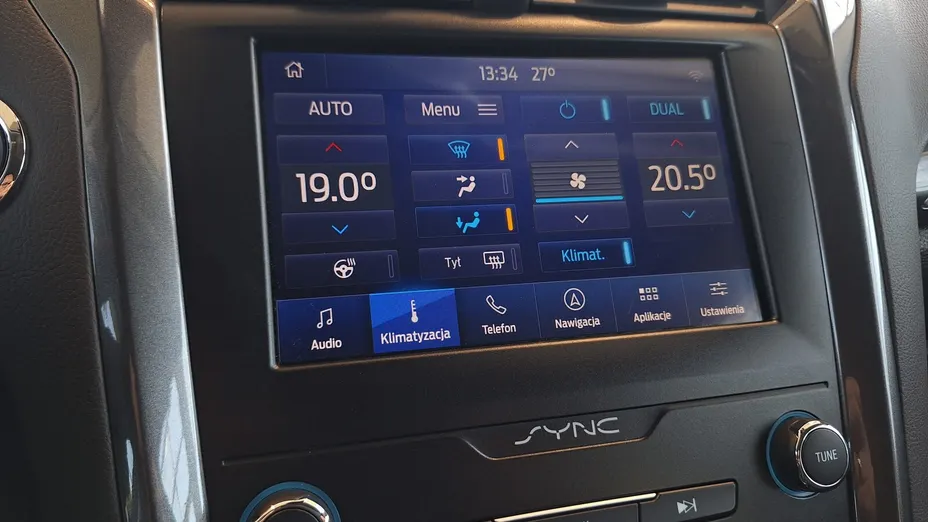 13:34 27°
AUTO Menu DUAL
19.0° 20.5°
Tył Klimat.
Audio Klimatyzacja Telefon Nawigacja Aplikacje Ustawienia
SYNC
TUNE